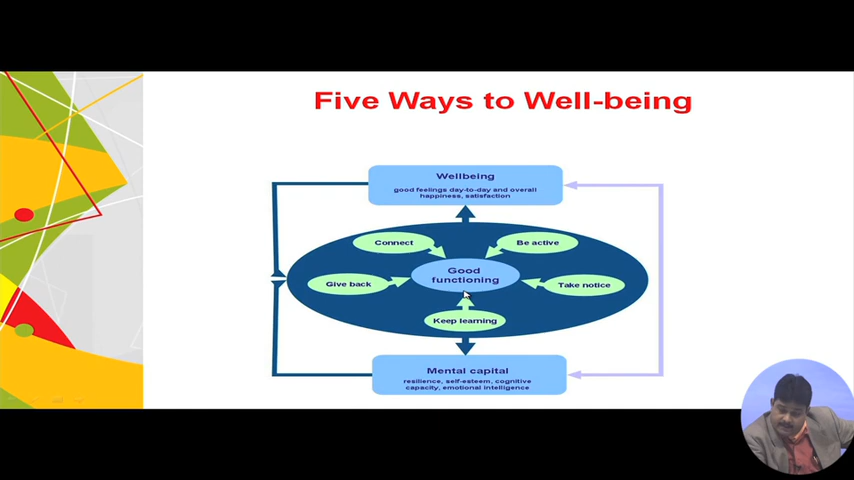 Five Ways to Well-being
Wellbeing
good feelings day-to-day and overall
happiness, satisfaction
Connect
Be active
Good
functioning
Give back
Take notice
Keep learning
Mental capital
resilience, self-esteem, cognitive
capacity, emotional intelligence